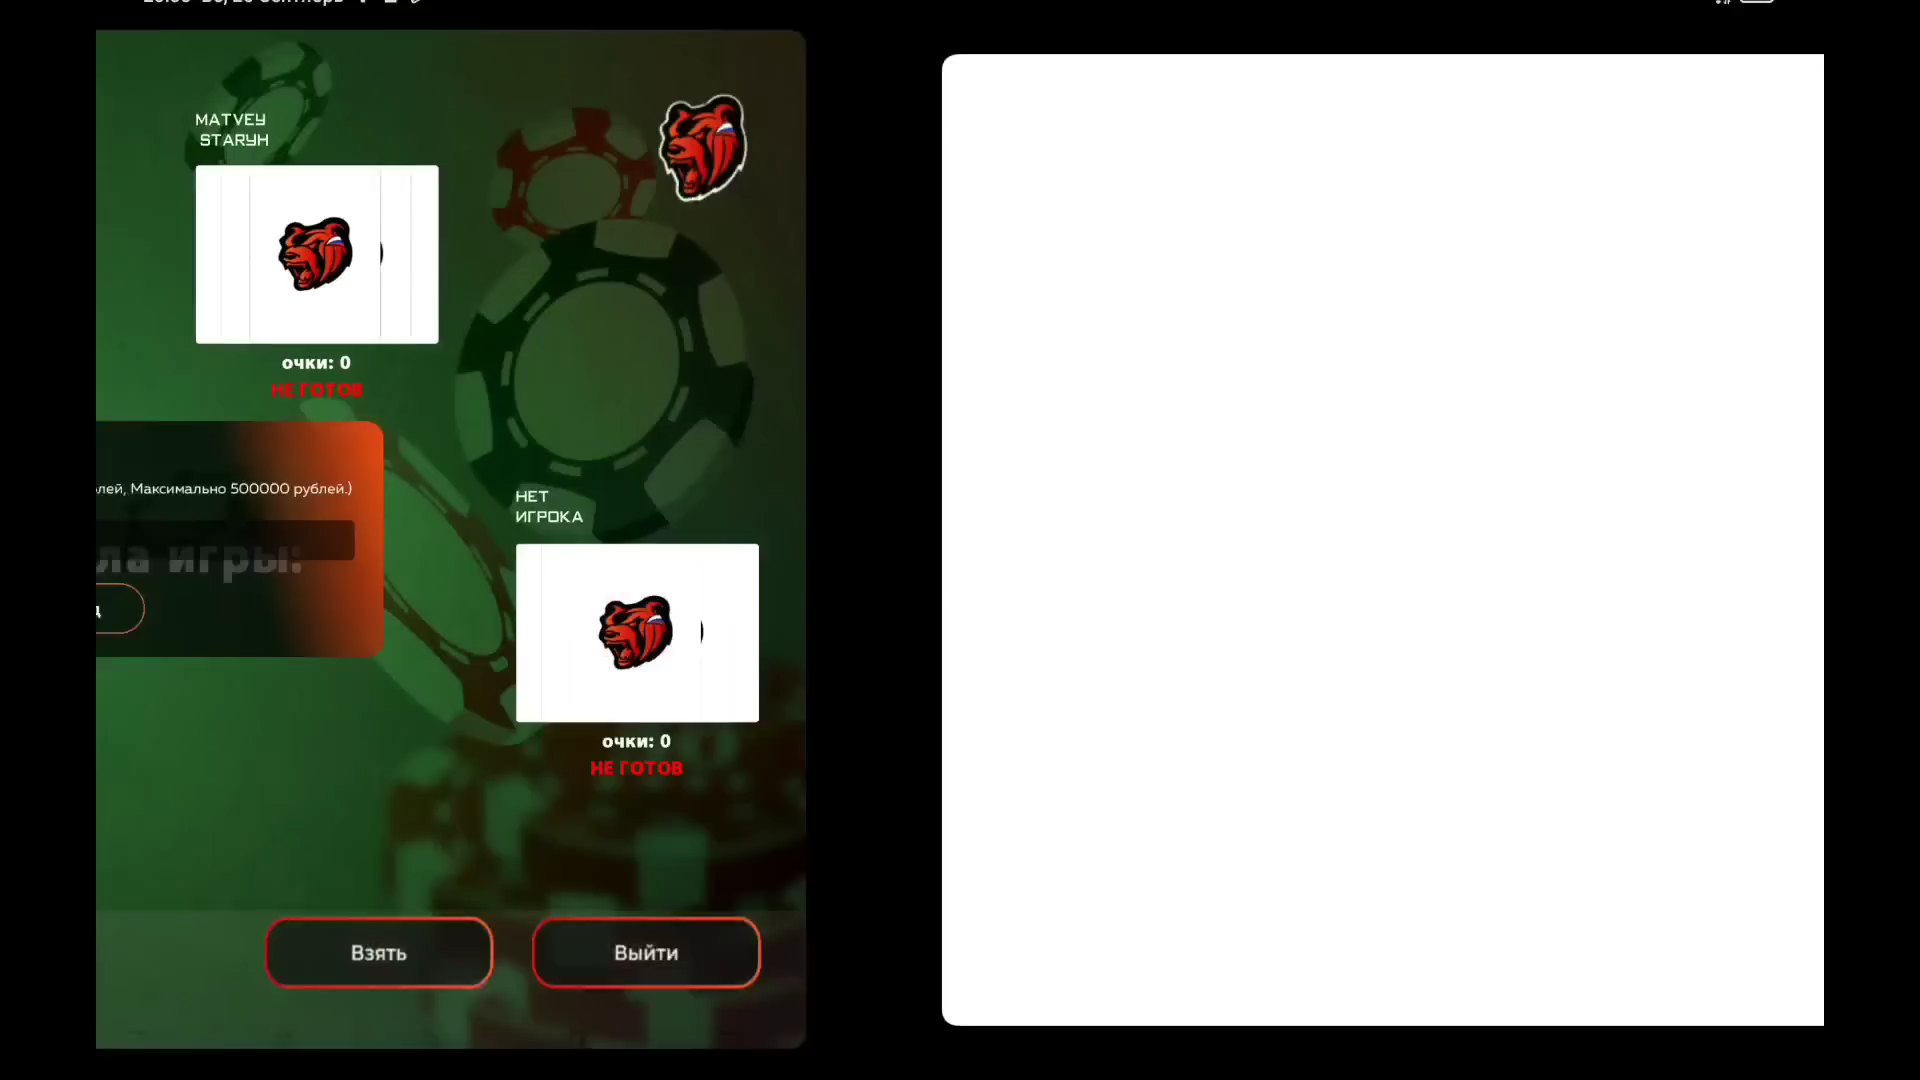 MATVEY
STARYH
очки: 0
НЕ ГОТОВ
лей, Максимально 500000 рублей.)
ла игры:
НЕТ
ИГРОКА
очки: 0
НЕ ГОТОВ
Взять
Выйти